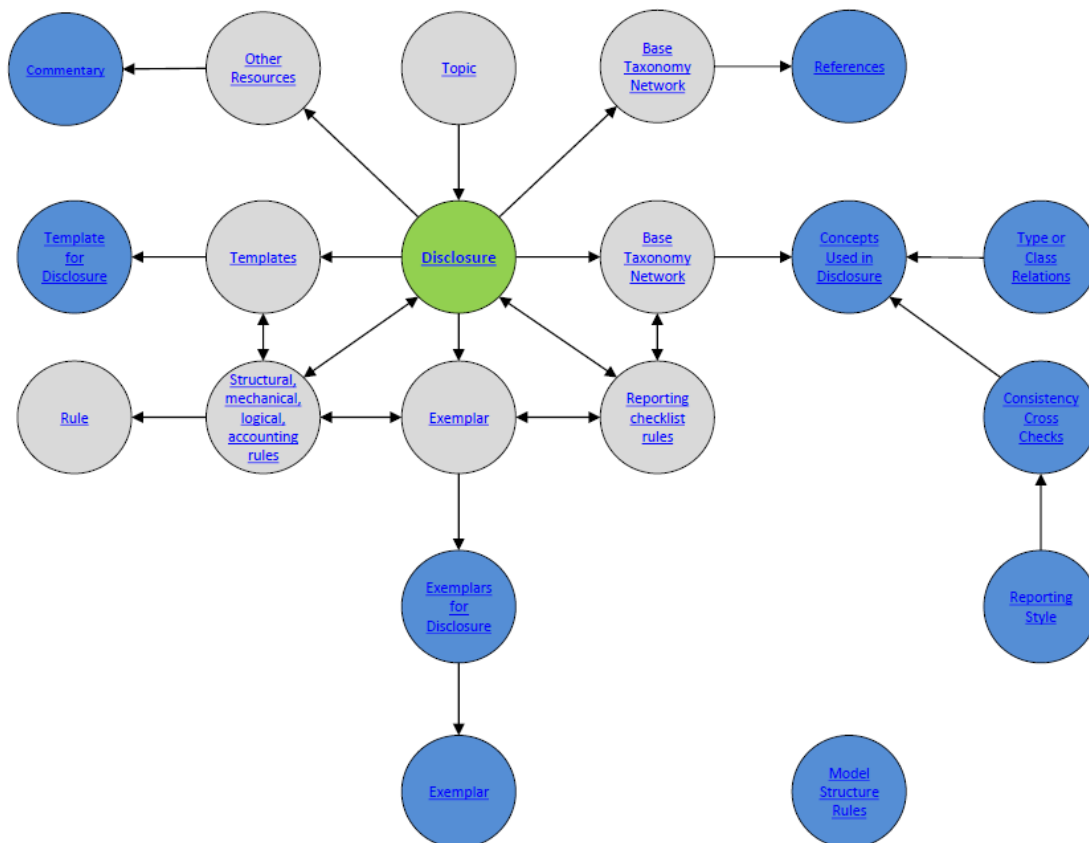 Commentary
Other
Resources
Topic
Base
Taxonomy
Network
References
Template
for
Disclosure
Templates
Disclosure
Base
Taxonomy
Network
Concepts
Used in
Disclosure
Type or
Class
Relations
Rule
Structural,
mechanical,
logical,
accounting
rules
Exemplar
Reporting
checklist
rules
Consistency
Cross
Checks
Exemplars
for
Disclosure
Reporting
Style
Exemplar
Model
Structure
Rules